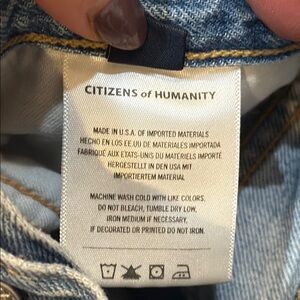 CITIZENS of HUMANITY
MADE IN U.S.A. OF IMPORTED MATERIALS
HECHO EN LOS EE.UU DE MATERIALES IMPORTADA
FABRIQUÉ AUX ETATS-UNIS DU MATERIELS IMPORTÉ
HERGESTELLT IN DEN USA MIT
IMPORTIERTEM MATERIAL
MACHINE WASH COLD WITH LIKE COLORS,
DO NOT BLEACH, TUMBLE DRY LOW,
IRON MEDIUM IF NECESSARY,
IF DECORATED OR PRINTED DO NOT IRON.